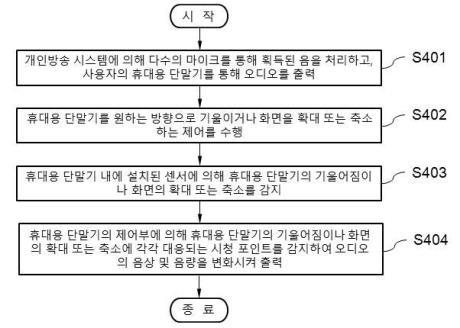 시 작
개인방송 시스템에 의해 다수의 마이크를 통해 획득된 음을 처리하고,
사용자의 휴대용 단말기를 통해 오디오를 출력
S401
휴대용 단말기를 원하는 방향으로 기울이거나 화면을 확대 또는 축소
하는 제어를 수행
S402
휴대용 단말기 내에 설치된 센서에 의해 휴대용 단말기의 기울어짐이
나 화면의 확대 또는 축소를 감지
S403
휴대용 단말기의 제어부에 의해 휴대용 단말기의 기울어짐이나 화면
의 확대 또는 축소에 각각 대응되는 시청 포인트를 감지하여 오디오
의 음상 및 음량을 변화시켜 출력
S404
종 료